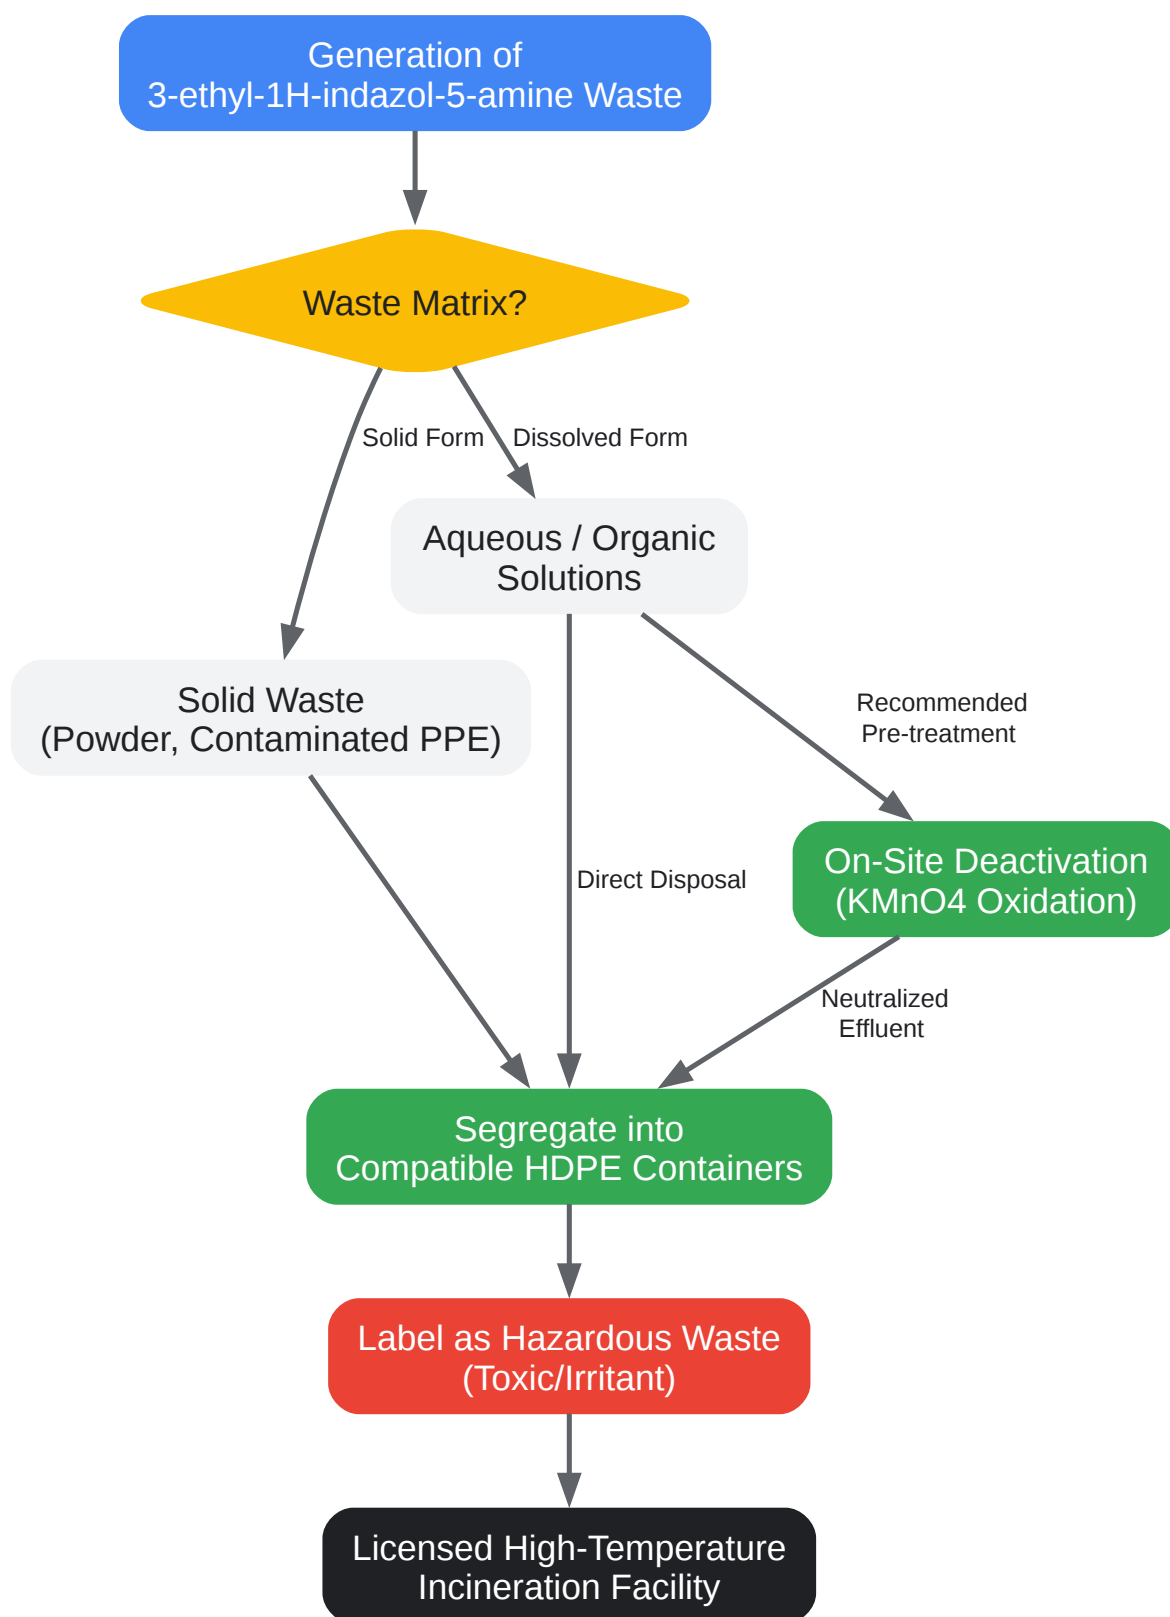 Generation of
3-ethyl-1H-indazol-5-amine Waste
Waste Matrix?
Solid Form
Dissolved Form
Aqueous / Organic
Solutions
Solid Waste
(Powder, Contaminated PPE)
Recommended
Pre-treatment
On-Site Deactivation
(KMnO4 Oxidation)
Direct Disposal
Neutralized
Effluent
Segregate into
Compatible HDPE Containers
Label as Hazardous Waste
(Toxic/Irritant)
Licensed High-Temperature
Incineration Facility